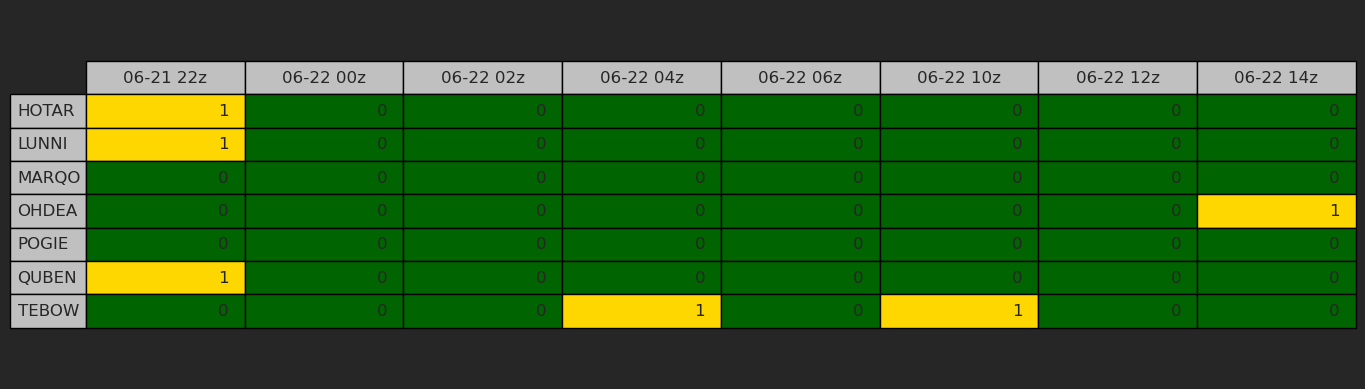 06-21 22z 06-22 00z 06-22 02z 06-22 04z 06-22 06z 06-22 10z 06-22 12z 06-22 14z
HOTAR 1 0 0 0 0 0 0 0
LUNNI 1 0 0 0 0 0 0 0
MARQO 0 0 0 0 0 0 0 0
OHDEA 0 0 0 0 0 0 0 1
POGIE 0 0 0 0 0 0 0 0
QUBEN 1 0 0 0 0 0 0 0
TEBOW 0 0 0 1 0 1 0 0